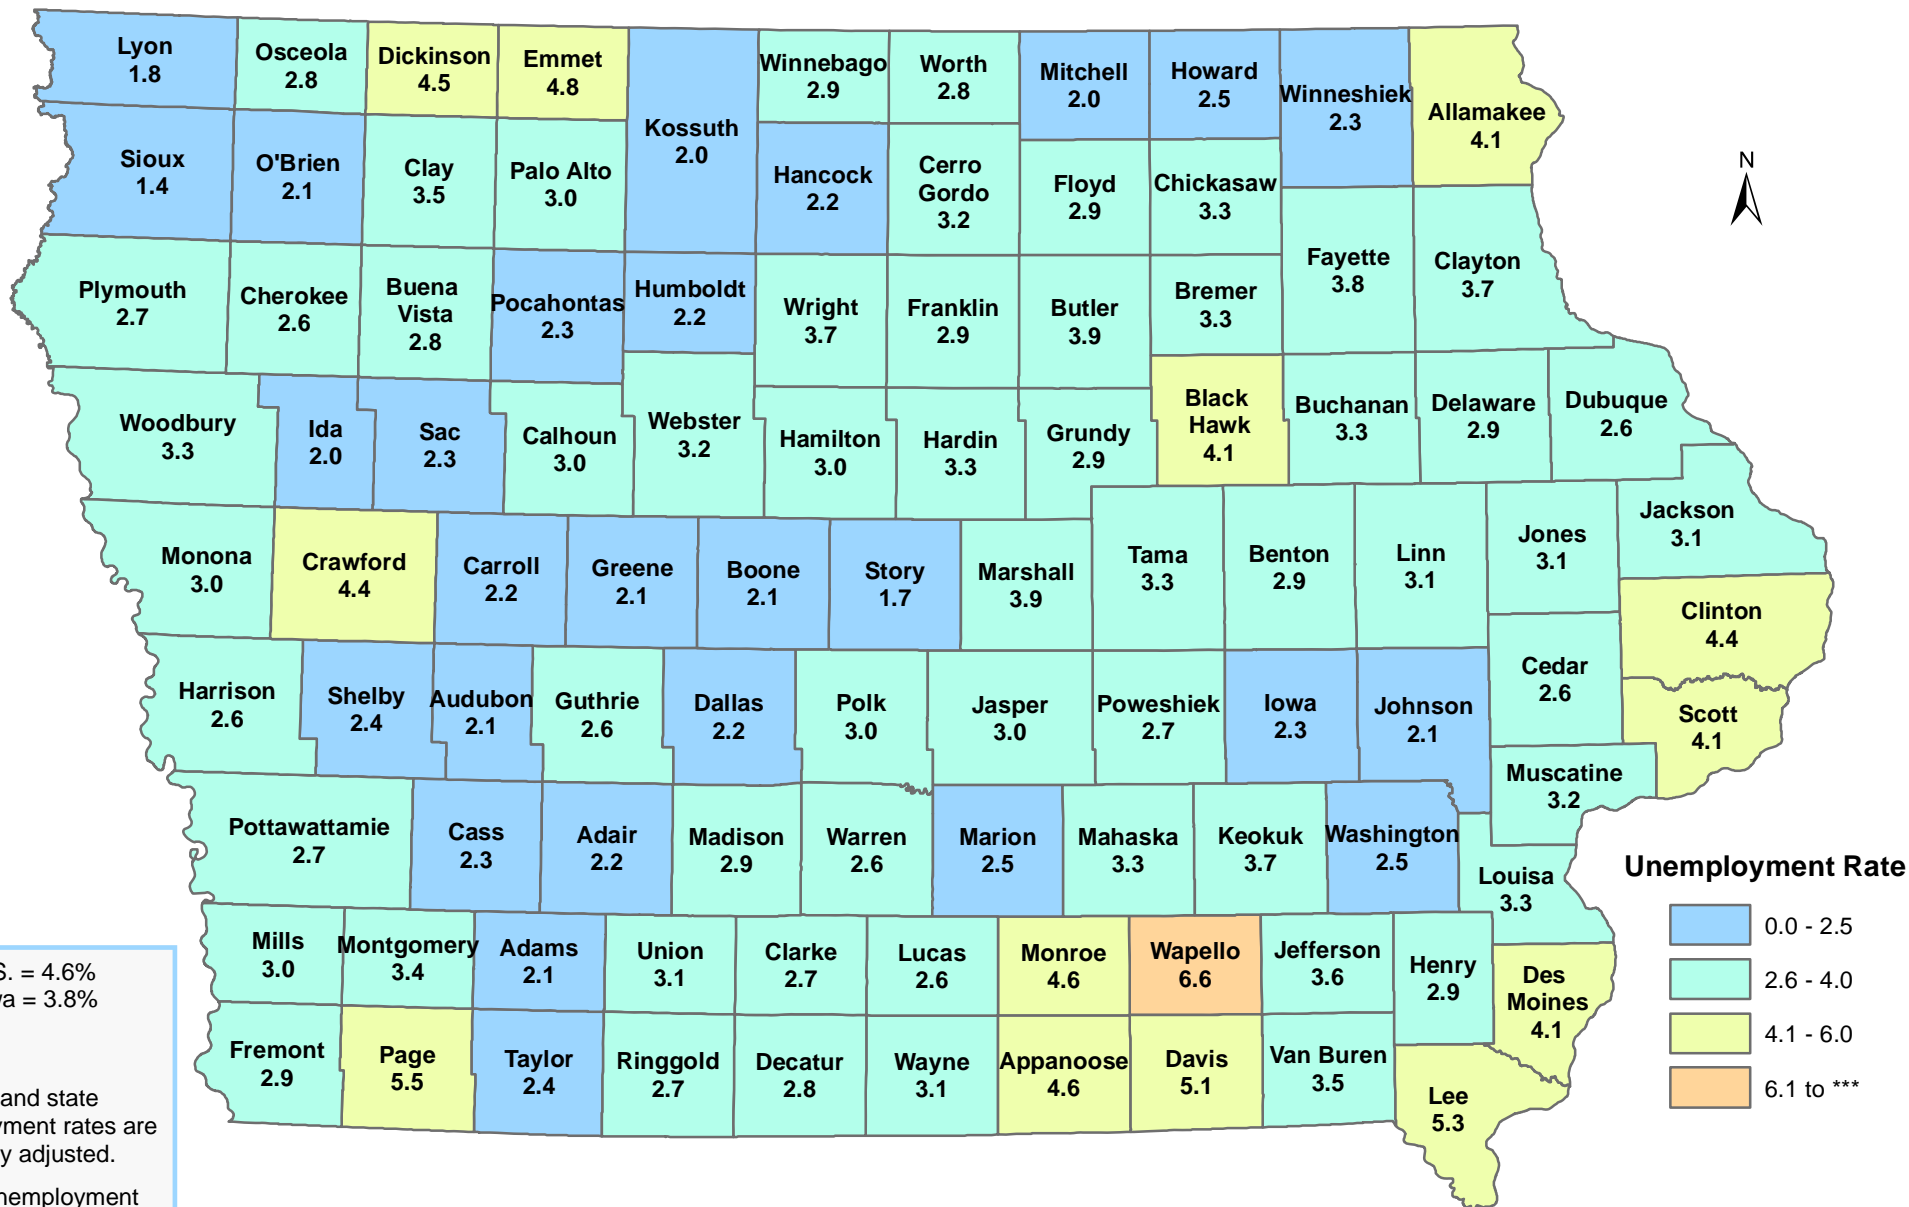 Lyon
1.8
Osceola
2.8
Dickinson
4.5
Emmet
4.8
Kossuth
2.0
Winnebago
2.9
Worth
2.8
Mitchell
2.0
Howard
2.5
Winneshiek
2.3
Allamakee
4.1
N
Sioux
1.4
O'Brien
2.1
Clay
3.5
Palo Alto
3.0
Hancock
2.2
Cerro
Gordo
3.2
Floyd
2.9
Chickasaw
3.3
Fayette
3.8
Clayton
3.7
Plymouth
2.7
Cherokee
2.6
Buena
Vista
2.8
Pocahontas
2.3
Humboldt
2.2
Wright
3.7
Franklin
2.9
Butler
3.9
Bremer
3.3
Woodbury
3.3
Ida
2.0
Sac
2.3
Calhoun
3.0
Webster
3.2
Hamilton
3.0
Hardin
3.3
Grundy
2.9
Black
Hawk
4.1
Buchanan
3.3
Delaware
2.9
Dubuque
2.6
Monona
3.0
Crawford
4.4
Carroll
2.2
Greene
2.1
Boone
2.1
Story
1.7
Marshall
3.9
Tama
3.3
Benton
2.9
Linn
3.1
Jones
3.1
Jackson
3.1
Clinton
4.4
Harrison
2.6
Shelby
2.4
Audubon
2.1
Guthrie
2.6
Dallas
2.2
Polk
3.0
Jasper
3.0
Poweshiek
2.7
Iowa
2.3
Johnson
2.1
Cedar
2.6
Scott
4.1
Muscatine
3.2
Pottawattamie
2.7
Cass
2.3
Adair
2.2
Madison
2.9
Warren
2.6
Marion
2.5
Mahaska
3.3
Keokuk
3.7
Washington
2.5
Louisa
3.3
Mills
3.0
Montgomery
3.4
Adams
2.1
Union
3.1
Clarke
2.7
Lucas
2.6
Monroe
4.6
Wapello
6.6
Jefferson
3.6
Henry
2.9
Des
Moines
4.1
Fremont
2.9
Page
5.5
Taylor
2.4
Ringgold
2.7
Decatur
2.8
Wayne
3.1
Appanoose
4.6
Davis
5.1
Van Buren
3.5
Lee
5.3
Unemployment Rate
0.0 - 2.5
2.6 - 4.0
4.1 - 6.0
6.1 to ***
S. = 4.6%
va = 3.8%
and state
yment rates are
y adjusted.
nemployment